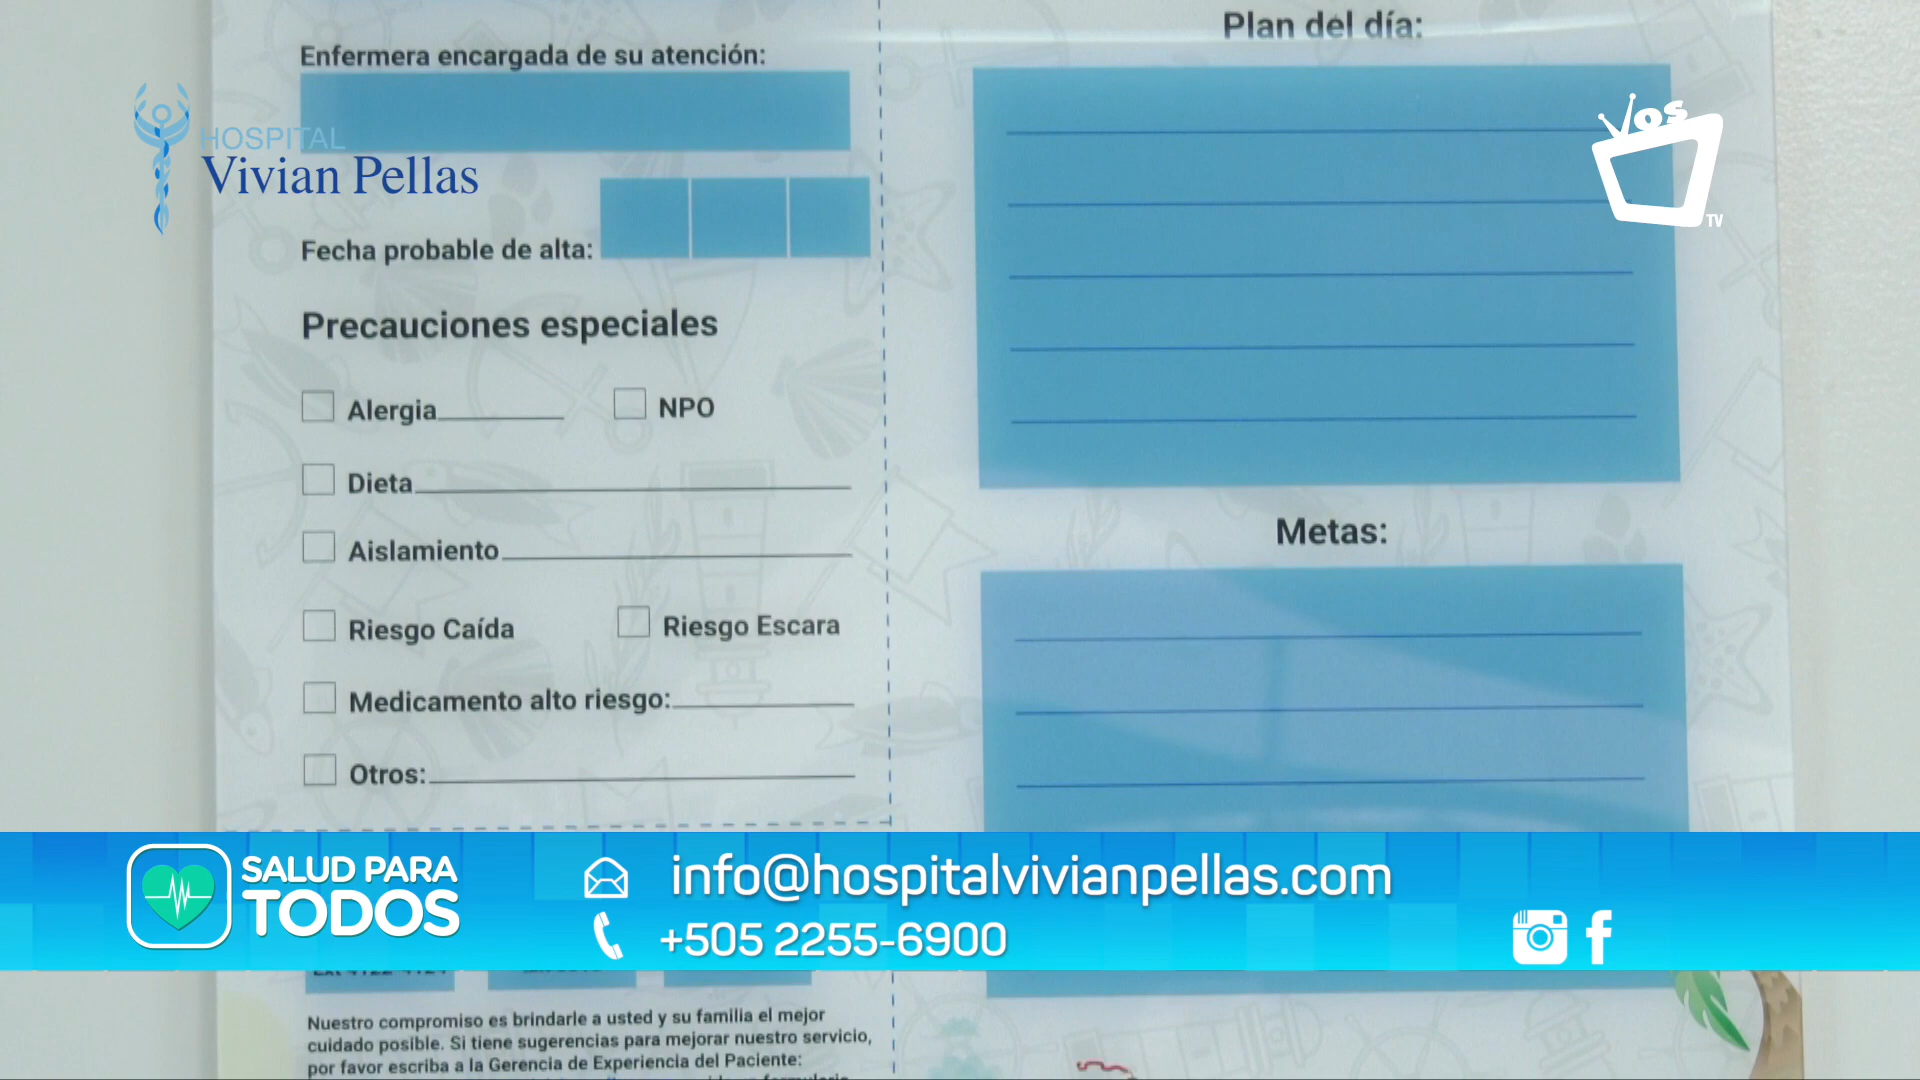 Enfermera encargada de su atención:
HOSPITAL
Vivian Pellas
Fecha probable de alta:
Precauciones especiales
Alergia
NPO
Dieta
Aislamiento
Riesgo Caída
Riesgo Escara
Medicamento alto riesgo:
Otros:
Plan del día:
VOS
TV
Metas:
SALUD PARA
TODOS
info@hospitalvivianpellas.com
+505 2255-6900
Nuestro compromiso es brindarle a usted y su familia el mejor
cuidado posible. Si tiene sugerencias para mejorar nuestro servicio,
por favor escriba a la Gerencia de Experiencia del Paciente: